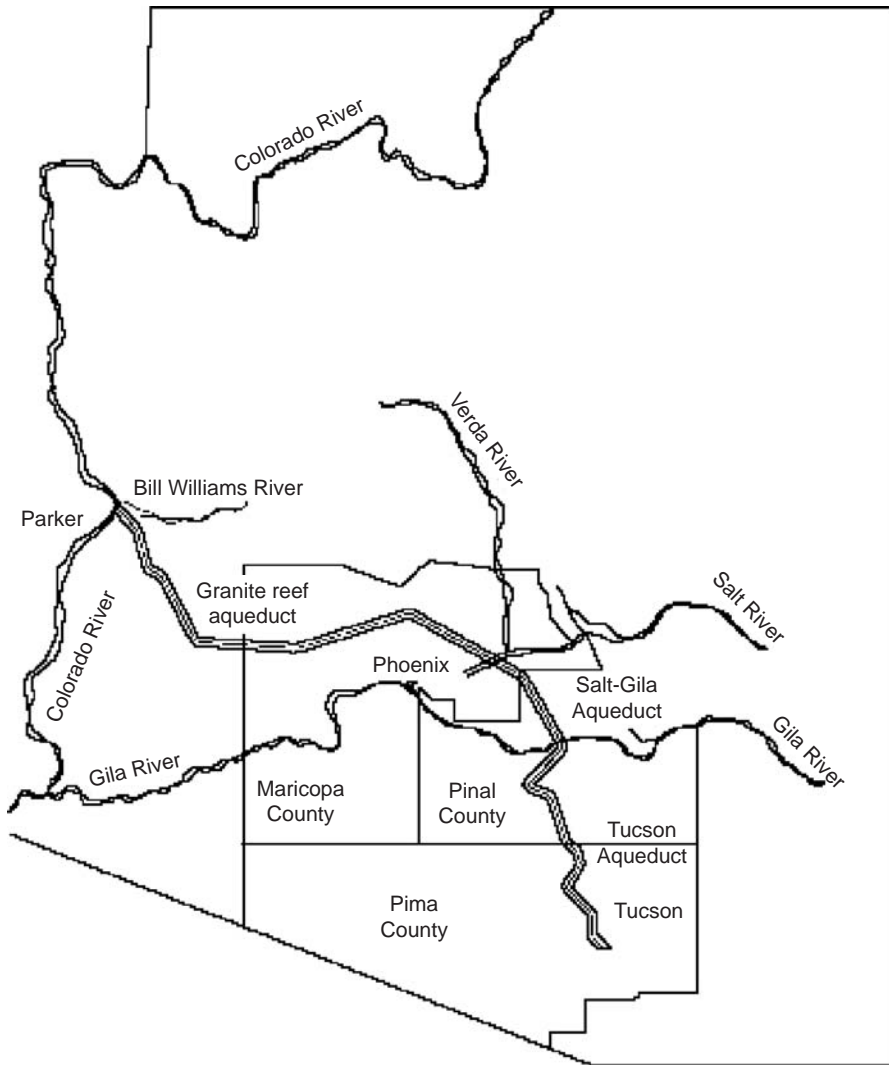 Colorado River
Verda River
Bill Williams River
Parker
Granite reef
aqueduct
Salt River
Colorado River
Phoenix
Salt-Gila
Aqueduct
Gila River
Gila River
Maricopa
County
Pinal
County
Tucson
Aqueduct
Pima
County
Tucson